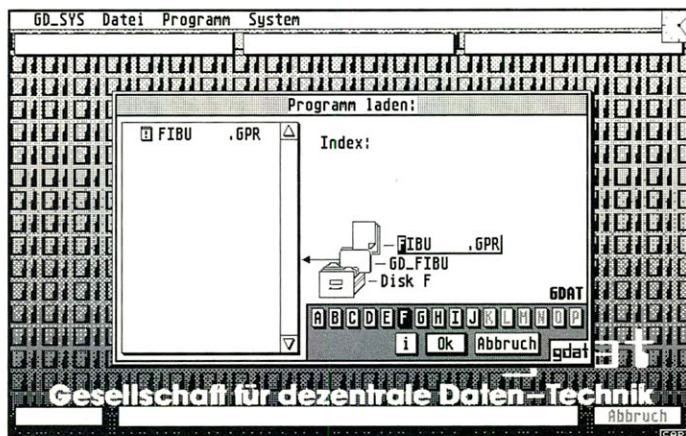 GD_SYS Datei Programm System
Programm laden:
FIBU .GPR
Index:
FIBU .GPR
GD_FIBU
Disk F
GDAT
A B C D E F G H I J K L M N O P
i Ok Abbruch
gdat
Gesellschaft für dezentrale Daten-Technik
Abbruch
GPR